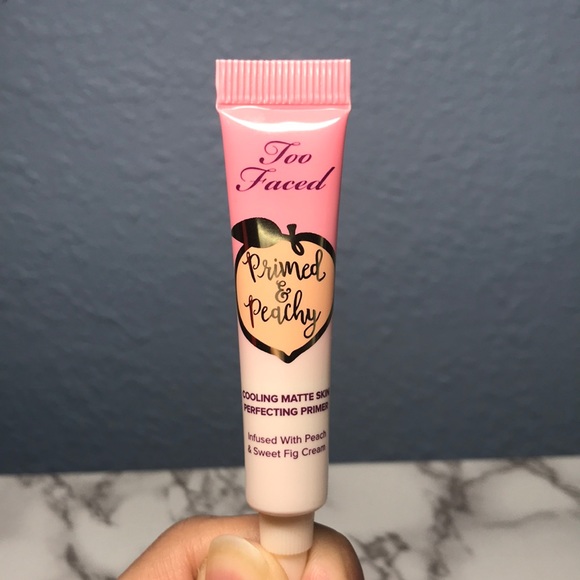 Too
Faced
Primed
&
Peachy
COOLING MATTE SKIN
PERFECTING PRIMER
Infused With Peach
& Sweet Fig Cream